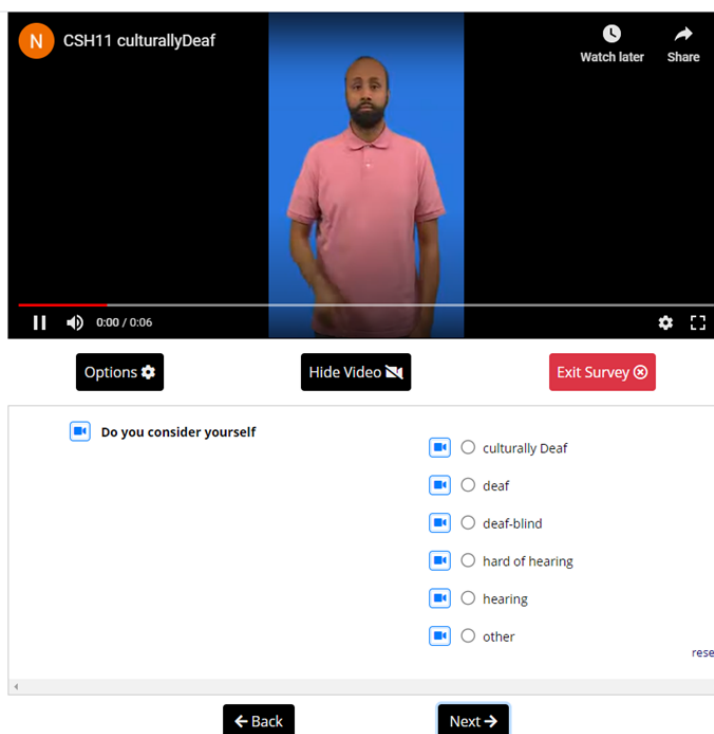 N CSH11 culturallyDeaf
Watch later Share
0:00 / 0:06
Options Hide Video Exit Survey
Do you consider yourself
culturally Deaf
deaf
deaf-blind
hard of hearing
hearing
other
rese
Back Next